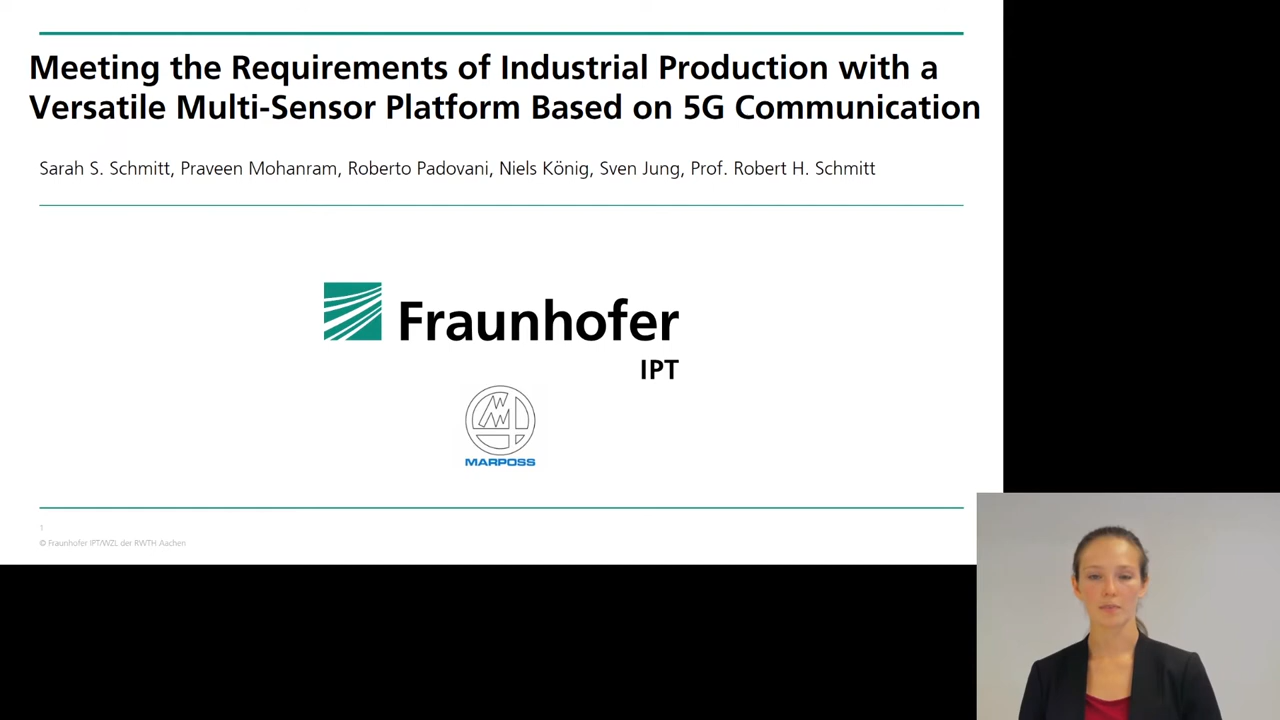 Meeting the Requirements of Industrial Production with a
Versatile Multi-Sensor Platform Based on 5G Communication
Sarah S. Schmitt, Praveen Mohanram, Roberto Padovani, Niels König, Sven Jung, Prof. Robert H. Schmitt
Fraunhofer
IPT
MARPOSS
1
© Fraunhofer IPT/WZL der RWTH Aachen